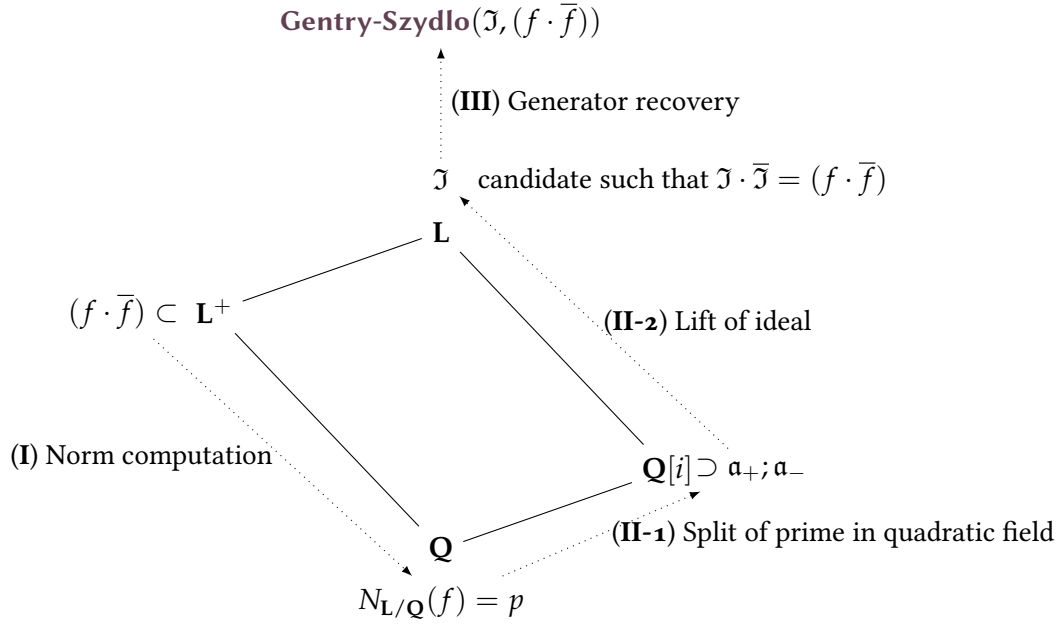 Gentry-Szydlo(ℑ, (f · f̅))
(III) Generator recovery
ℑ candidate such that ℑ · ℑ̅ = (f · f̅)
L
(f · f̅) ⊂ L⁺
(II-2) Lift of ideal
(I) Norm computation
Q[i] ⊃ 𝔞₊; 𝔞₋
(II-1) Split of prime in quadratic field
Q
N_{L/Q}(f) = p